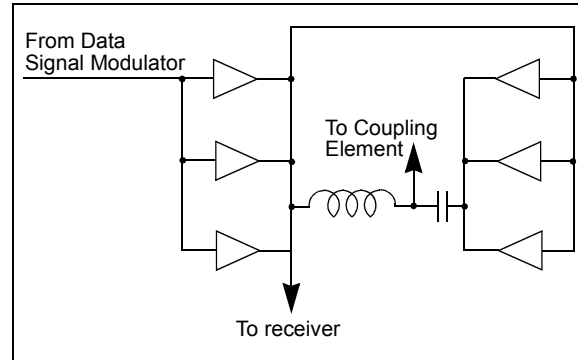 From Data
Signal Modulator
To Coupling
Element
To receiver